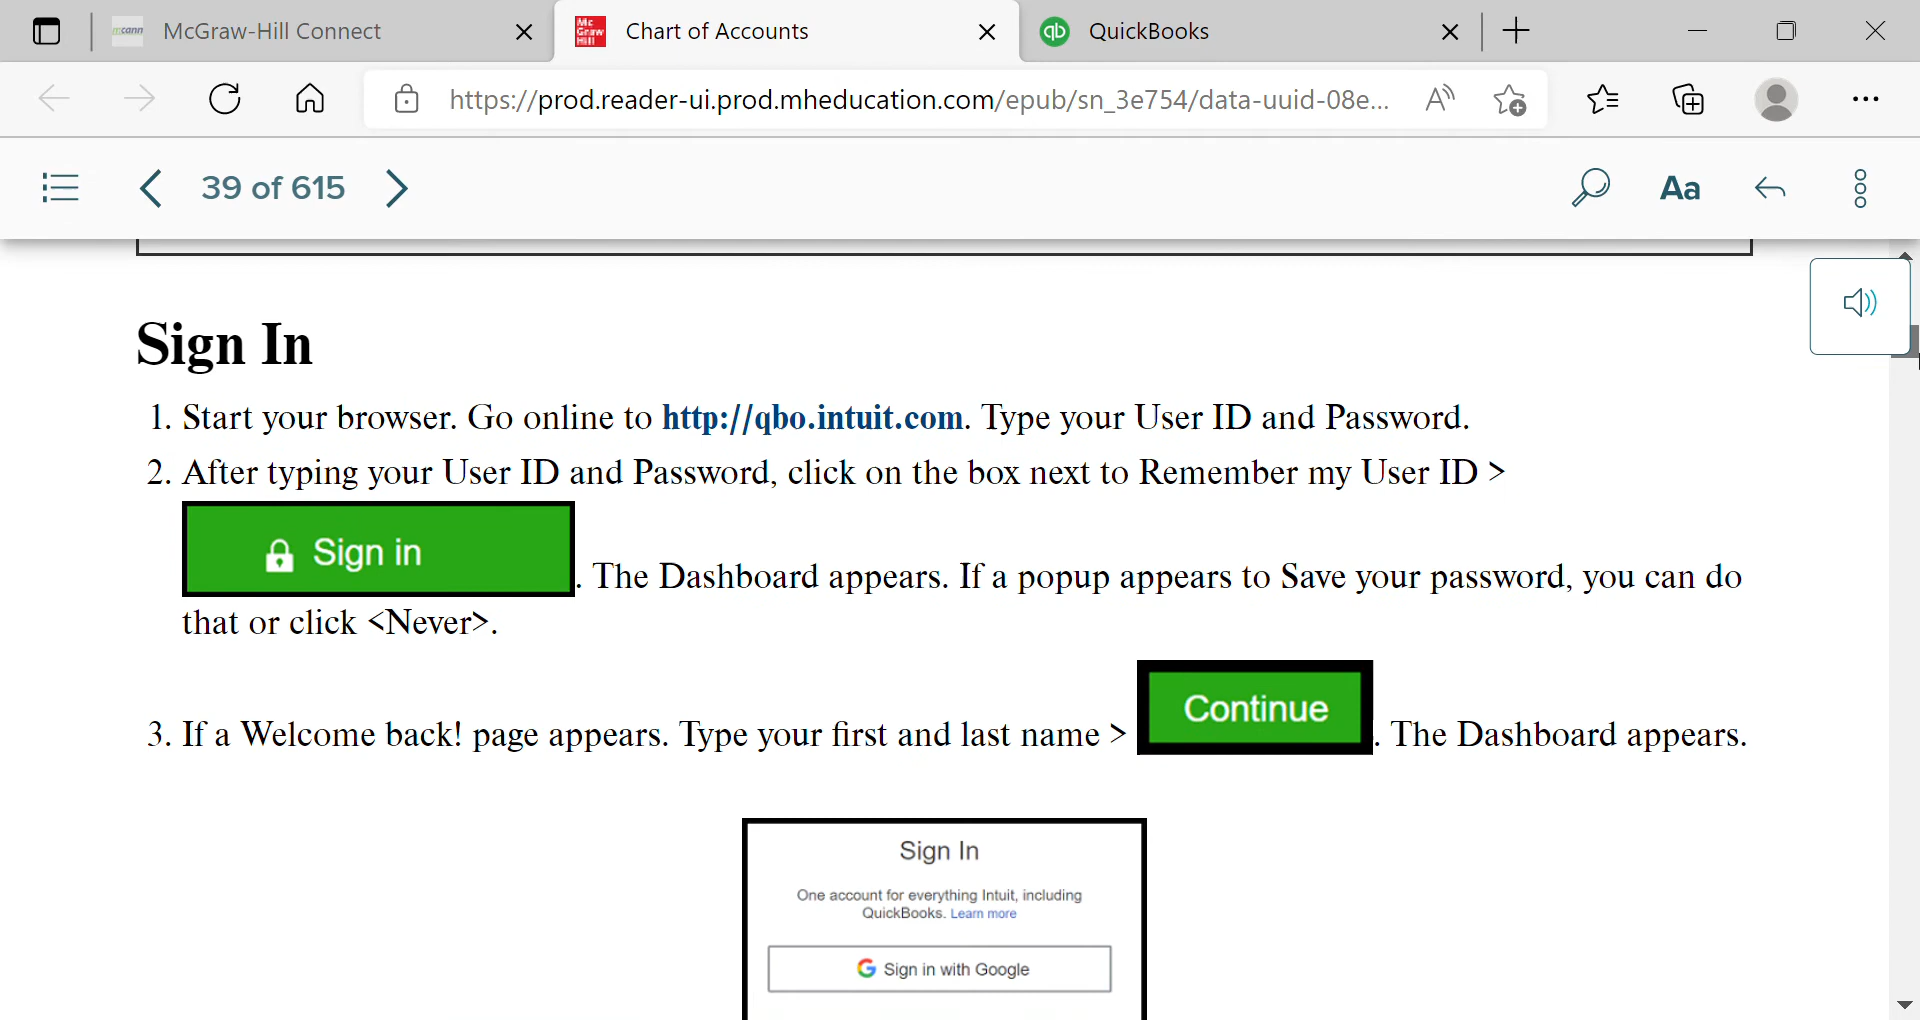 mcann McGraw-Hill Connect
Mc Graw Hill Chart of Accounts
qb QuickBooks
https://prod.reader-ui.prod.mheducation.com/epub/sn_3e754/data-uuid-08e...
39 of 615
Aa
Sign In
1. Start your browser. Go online to http://qbo.intuit.com. Type your User ID and Password.
2. After typing your User ID and Password, click on the box next to Remember my User ID >
Sign in . The Dashboard appears. If a popup appears to Save your password, you can do
that or click <Never>.
3. If a Welcome back! page appears. Type your first and last name > Continue . The Dashboard appears.
Sign In
One account for everything Intuit, including
QuickBooks. Learn more
G Sign in with Google